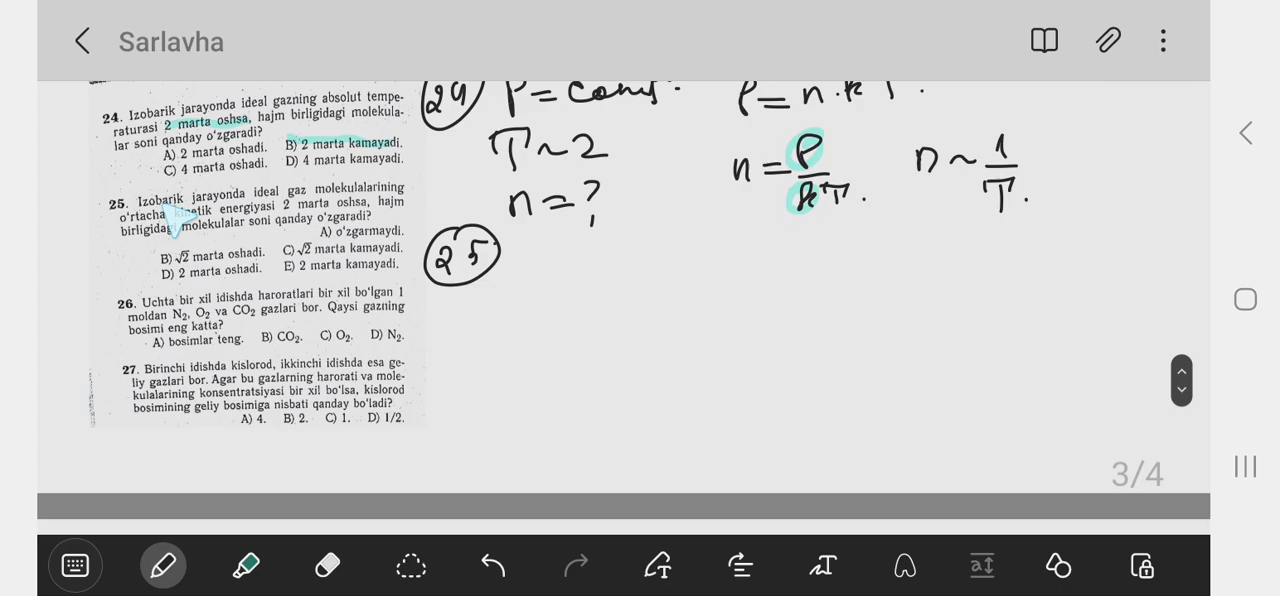 Sarlavha
24. Izobarik jarayonda ideal gazning absolut tempe-
raturasi 2 marta oshsa, hajm birligidagi molekula-
lar soni qanday o'zgaradi?
A) 2 marta oshadi. B) 2 marta kamayadi.
C) 4 marta oshadi. D) 4 marta kamayadi.
25. Izobarik jarayonda ideal gaz molekulalarining
o'rtacha kinetik energiyasi 2 marta oshsa, hajm
birligidagi molekulalar soni qanday o'zgaradi?
A) o'zgarmaydi.
B) √2 marta oshadi. C) √2 marta kamayadi.
D) 2 marta oshadi. E) 2 marta kamayadi.
26. Uchta bir xil idishda haroratlari bir xil bo'lgan 1
moldan N₂, O₂ va CO₂ gazlari bor. Qaysi gazning
bosimi eng katta?
A) bosimlar teng. B) CO₂. C) O₂. D) N₂.
27. Birinchi idishda kislorod, ikkinchi idishda esa ge-
liy gazlari bor. Agar bu gazlarning harorati va mole-
kulalarining konsentratsiyasi bir xil bo'lsa, kislorod
bosimining geliy bosimiga nisbati qanday bo'ladi?
A) 4. B) 2. C) 1. D) 1/2.
24 P = const. P = n·k T.
T ~ 2
n = ?
n = P/kT n ~ 1/T.
25
3/4